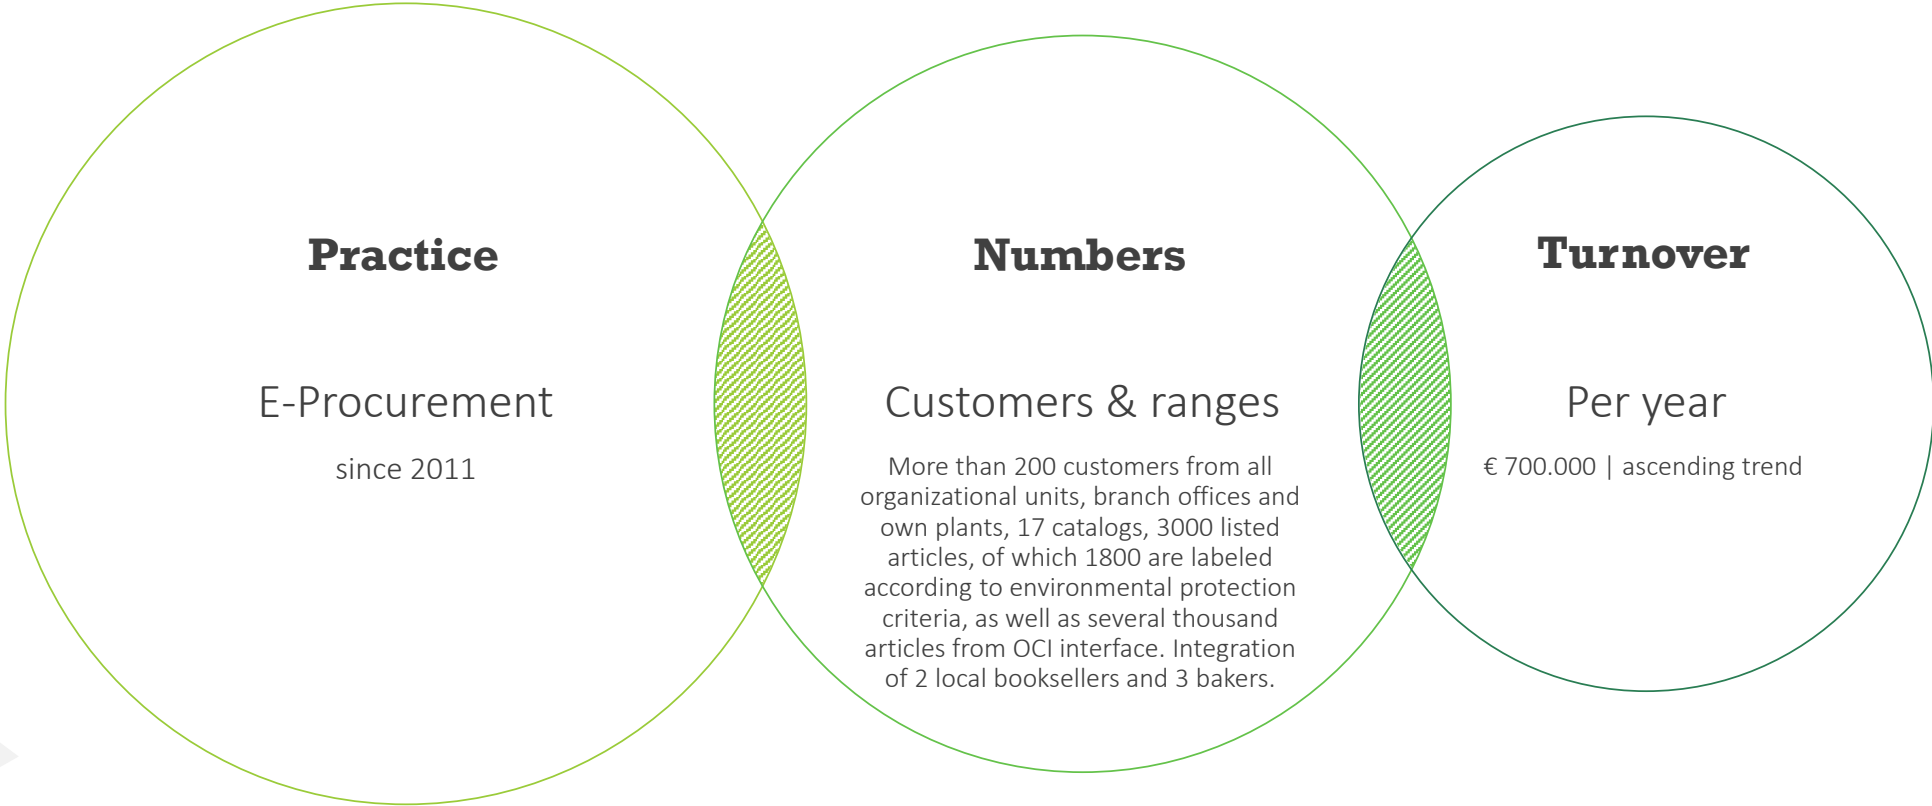 Practice
E-Procurement
since 2011
Numbers
Customers & ranges
More than 200 customers from all
organizational units, branch offices and
own plants, 17 catalogs, 3000 listed
articles, of which 1800 are labeled
according to environmental protection
criteria, as well as several thousand
articles from OCI interface. Integration
of 2 local booksellers and 3 bakers.
Turnover
Per year
€ 700.000 | ascending trend